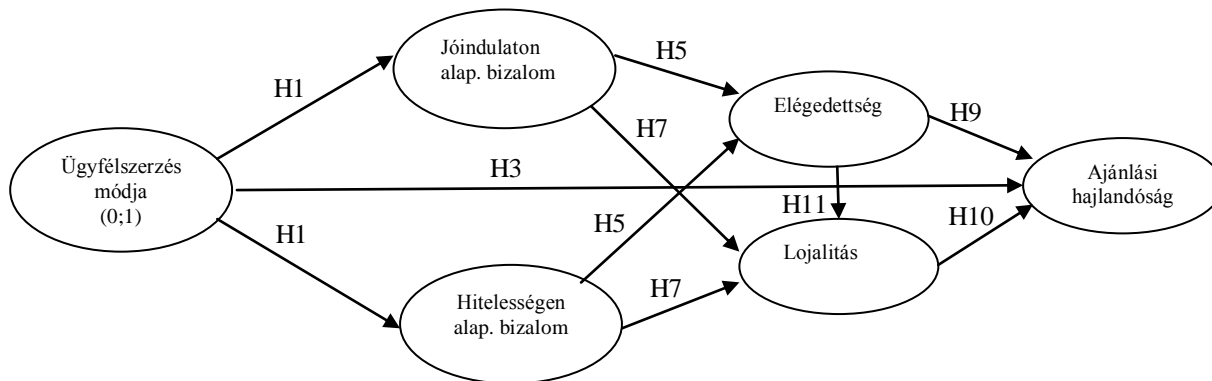 Jóindulaton
alap. bizalom
H5
H1
Elégedettség
H9
H7
Ügyfélszerzés
módja
(0;1)
H3
Ajánlási
hajlandóság
H11
H10
H1
H5
Lojalitás
H7
Hitelességen
alap. bizalom